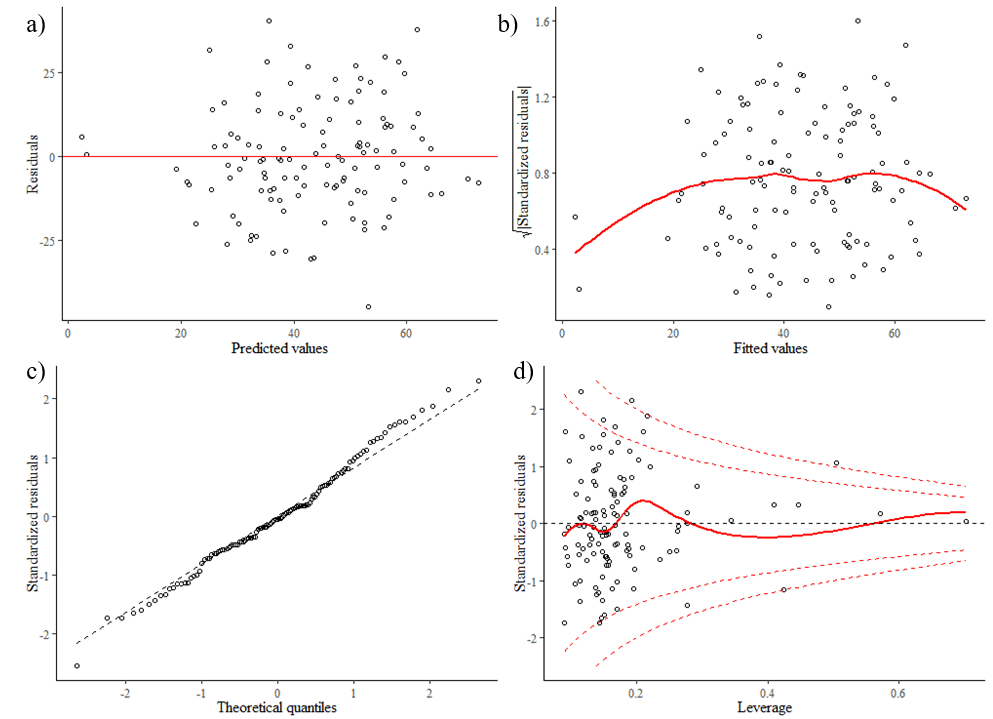 a)
Residuals
25
0
-25
0
20
40
60
Predicted values
b)
√|Standardized residuals|
1.6
1.2
0.8
0.4
0
20
40
60
Fitted values
c)
Standardized residuals
2
1
0
-1
-2
-2
-1
0
1
2
Theoretical quantiles
d)
Standardized residuals
2
1
0
-1
-2
0.2
0.4
0.6
Leverage